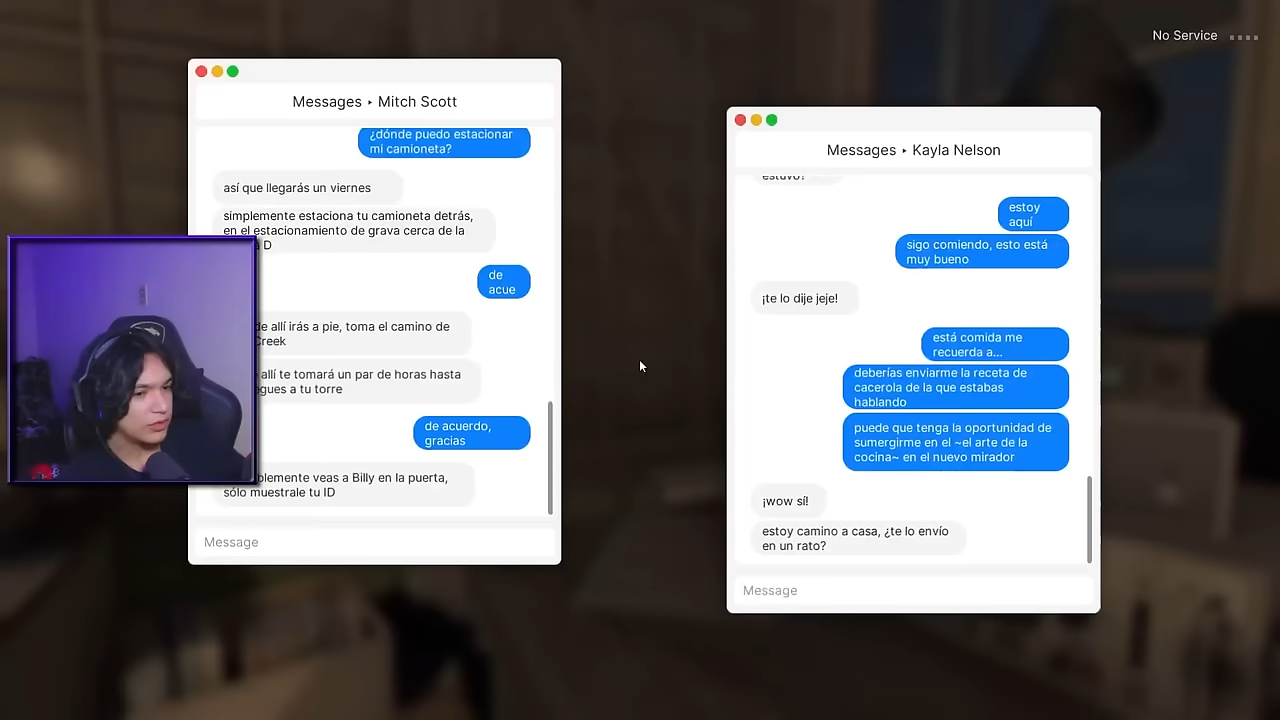 No Service
Messages ▸ Mitch Scott
¿dónde puedo estacionar
mi camioneta?
así que llegarás un viernes
simplemente estaciona tu camioneta detrás,
en el estacionamiento de grava cerca de la
D
de
acue
de allí irás a pie, toma el camino de
Creek
allí te tomará un par de horas hasta
a tu torre
de acuerdo,
gracias
veas a Billy en la puerta,
sólo muestrale tu ID
Message
Messages ▸ Kayla Nelson
estoy
aquí
sigo comiendo, esto está
muy bueno
¡te lo dije jeje!
está comida me
recuerda a...
deberías enviarme la receta de
cacerola de la que estabas
hablando
puede que tenga la oportunidad de
sumergirme en el ~el arte de la
cocina~ en el nuevo mirador
¡wow sí!
estoy camino a casa, ¿te lo envío
en un rato?
Message